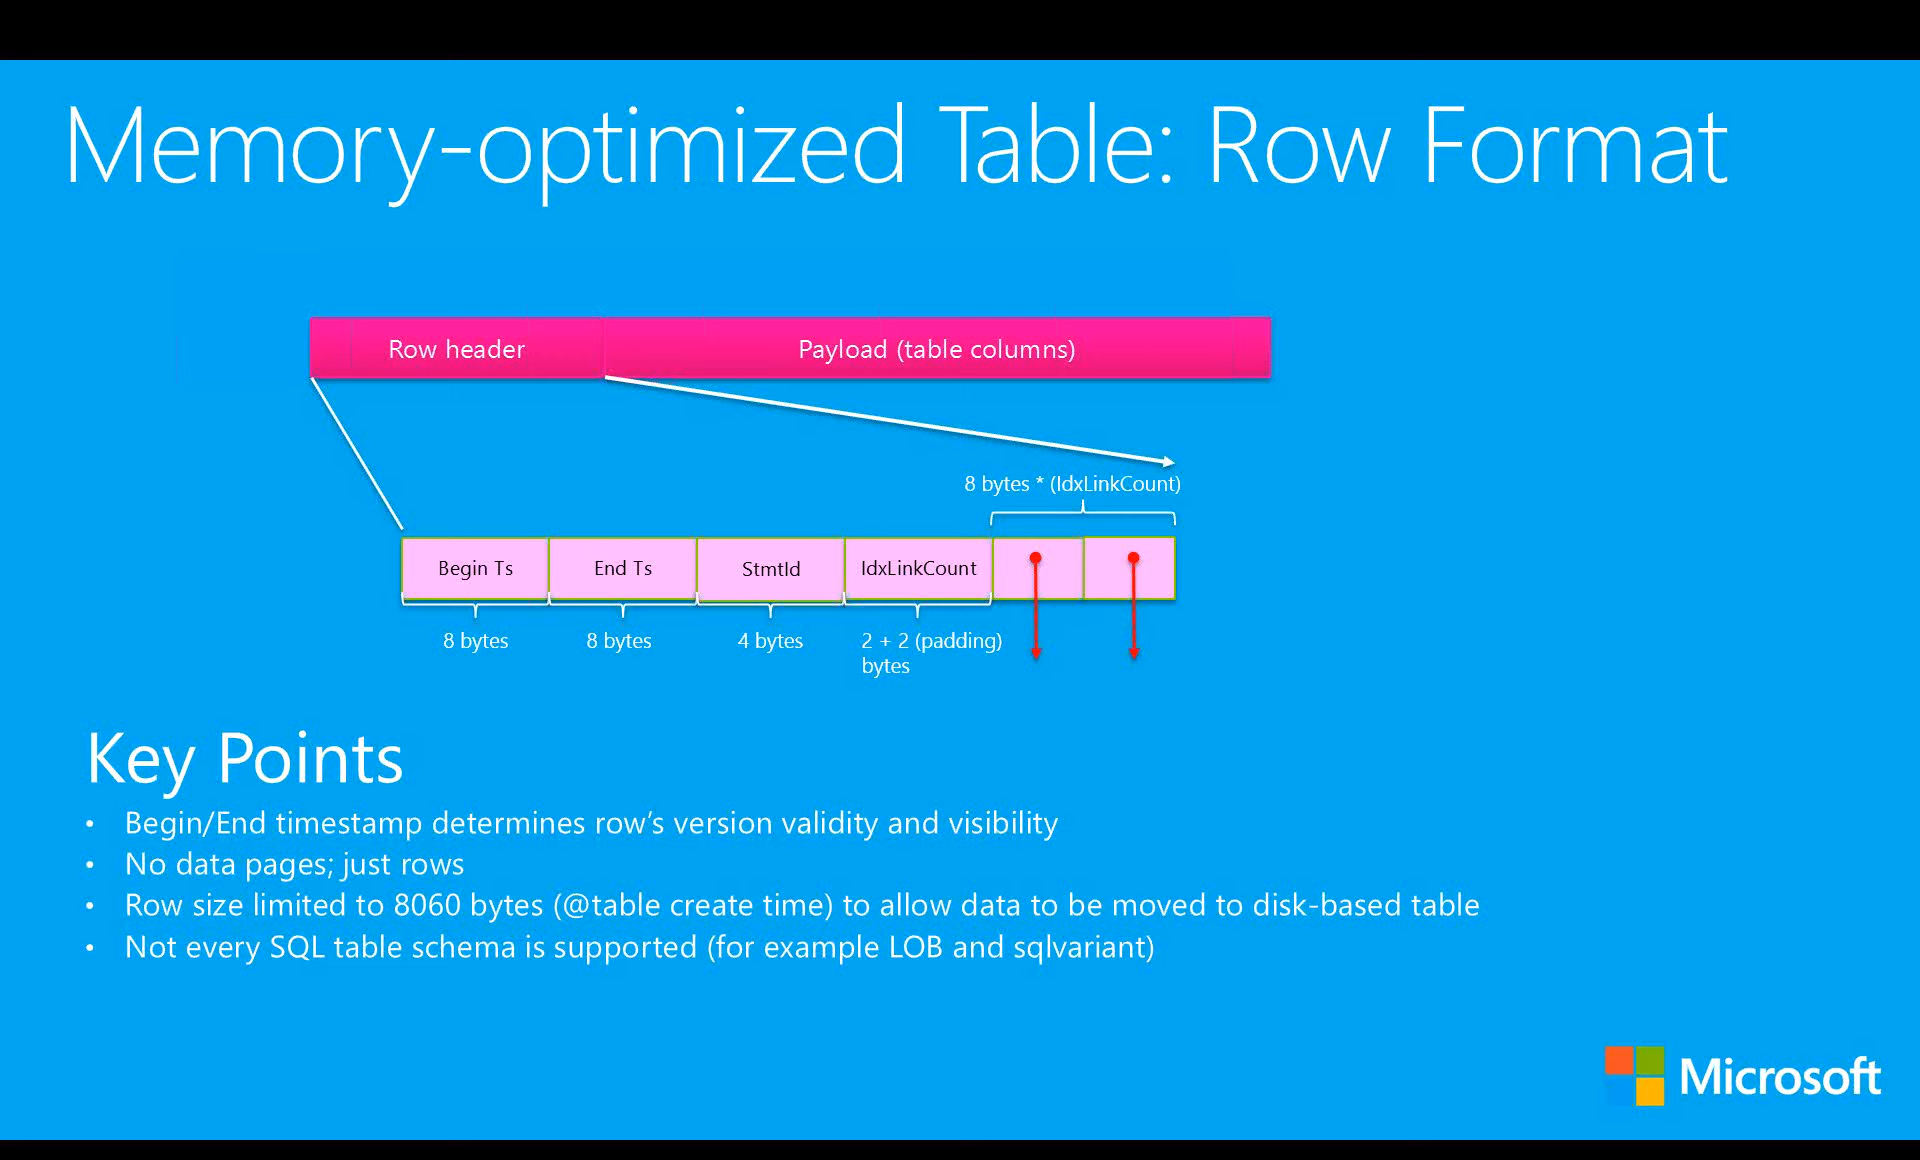 Memory-optimized Table: Row Format
Row header
Payload (table columns)
8 bytes * (IdxLinkCount)
Begin Ts
End Ts
StmtId
IdxLinkCount
8 bytes
8 bytes
4 bytes
2 + 2 (padding)
bytes
Key Points
• Begin/End timestamp determines row’s version validity and visibility
• No data pages; just rows
• Row size limited to 8060 bytes (@table create time) to allow data to be moved to disk-based table
• Not every SQL table schema is supported (for example LOB and sqlvariant)
Microsoft